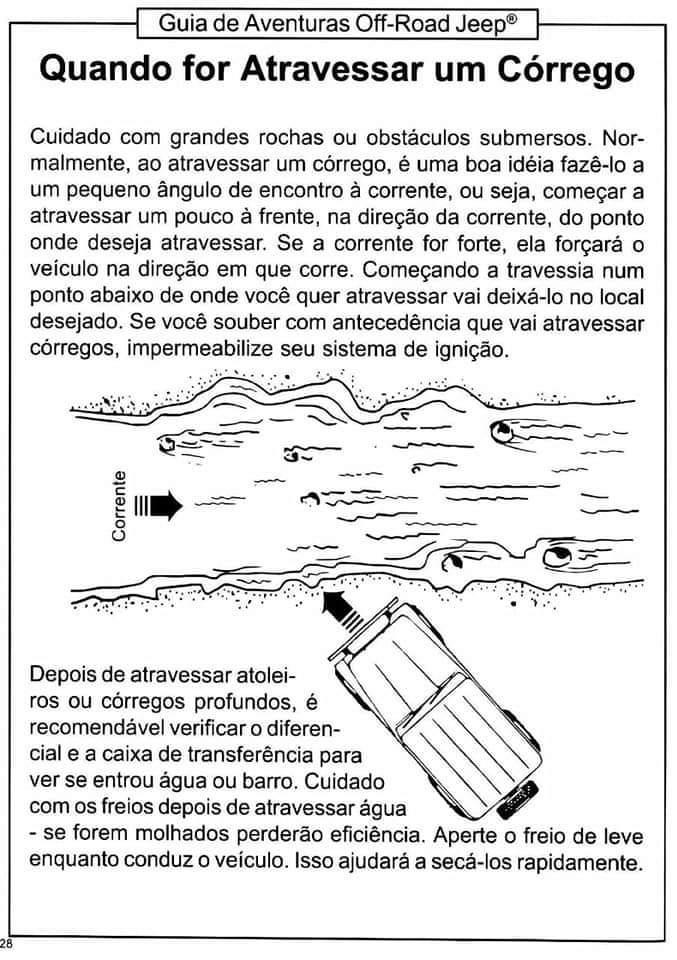 Guia de Aventuras Off-Road Jeep®
Quando for Atravessar um Córrego
Cuidado com grandes rochas ou obstáculos submersos. Nor-
malmente, ao atravessar um córrego, é uma boa idéia fazê-lo a
um pequeno ângulo de encontro à corrente, ou seja, começar a
atravessar um pouco à frente, na direção da corrente, do ponto
onde deseja atravessar. Se a corrente for forte, ela forçará o
veículo na direção em que corre. Começando a travessia num
ponto abaixo de onde você quer atravessar vai deixá-lo no local
desejado. Se você souber com antecedência que vai atravessar
córregos, impermeabilize seu sistema de ignição.
Corrente
Depois de atravessar atolei-
ros ou córregos profundos, é
recomendável verificar o diferen-
cial e a caixa de transferência para
ver se entrou água ou barro. Cuidado
com os freios depois de atravessar água
- se forem molhados perderão eficiência. Aperte o freio de leve
enquanto conduz o veículo. Isso ajudará a secá-los rapidamente.
28